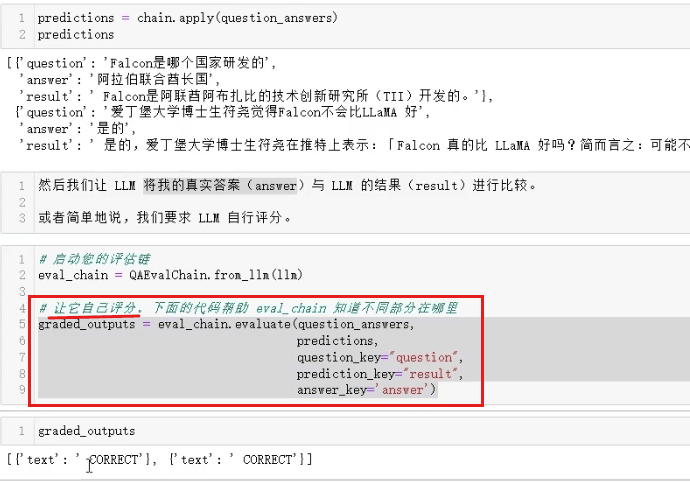 1 predictions = chain.apply(question_answers)
2 predictions
[{'question': 'Falcon是哪个国家研发的',
'answer': '阿拉伯联合酋长国',
'result': ' Falcon是阿联酋阿布扎比的技术创新研究所（TII）开发的。'},
{'question': '爱丁堡大学博士生符尧觉得Falcon不会比LLaMA 好',
'answer': '是的',
'result': ' 是的，爱丁堡大学博士生符尧在推特上表示：「Falcon 真的比 LLaMA 好吗？简而言之：可能不
1 然后我们让 LLM 将我的真实答案（answer）与 LLM 的结果（result）进行比较。
2
3 或者简单地说，我们要求 LLM 自行评分。
1 # 启动您的评估链
2 eval_chain = QAEvalChain.from_llm(llm)
3
4 # 让它自己评分。下面的代码帮助 eval_chain 知道不同部分在哪里
5 graded_outputs = eval_chain.evaluate(question_answers,
6 predictions,
7 question_key="question",
8 prediction_key="result",
9 answer_key='answer')
1 graded_outputs
[{'text': ' CORRECT'}, {'text': ' CORRECT'}]